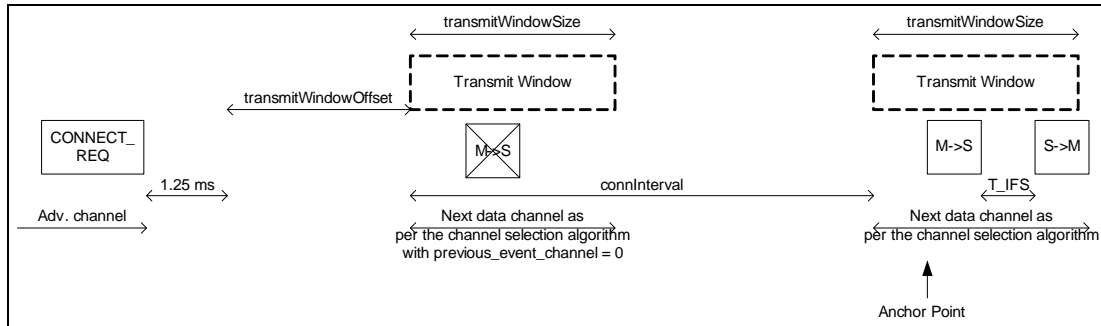 transmitWindowSize
transmitWindowSize
Transmit Window
Transmit Window
transmitWindowOffset
CONNECT_
REQ
M->S
M->S
S->M
1.25 ms
connInterval
T_IFS
Adv. channel
Next data channel as
per the channel selection algorithm
with previous_event_channel = 0
Next data channel as
per the channel selection algorithm
Anchor Point